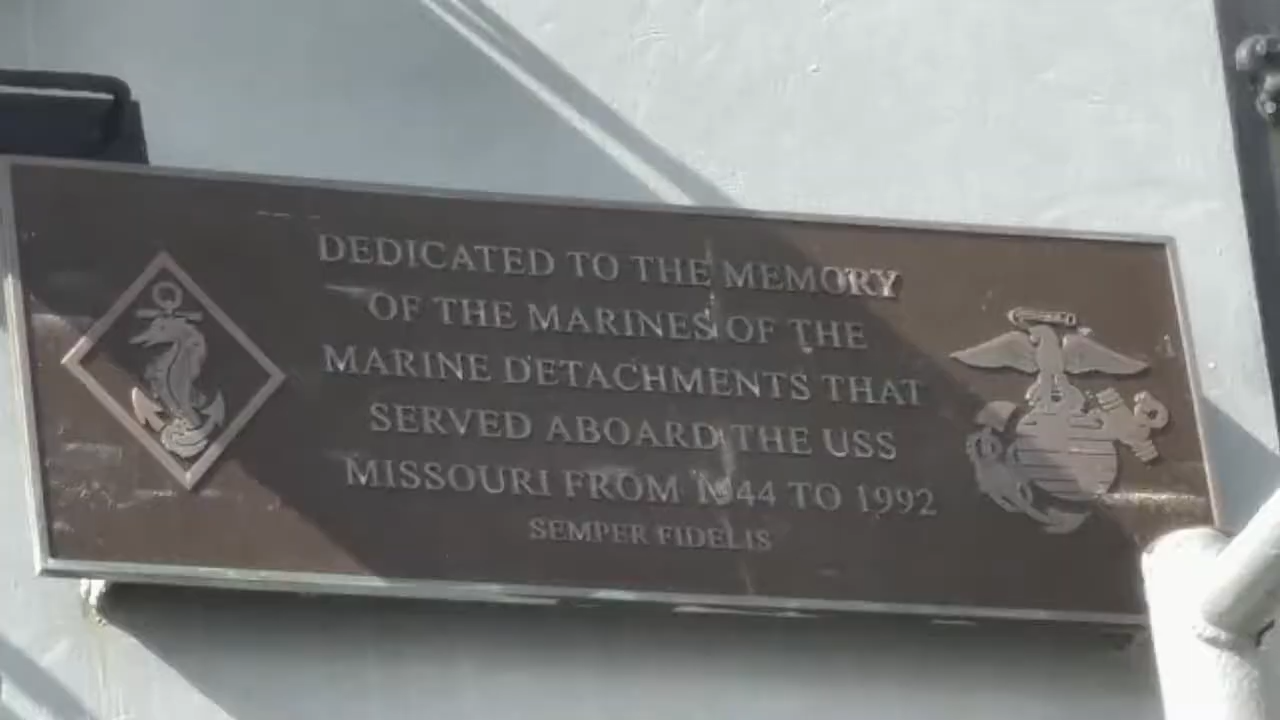 DEDICATED TO THE MEMORY
OF THE MARINES OF THE
MARINE DETACHMENTS THAT
SERVED ABOARD THE USS
MISSOURI FROM 1944 TO 1992
SEMPER FIDELIS